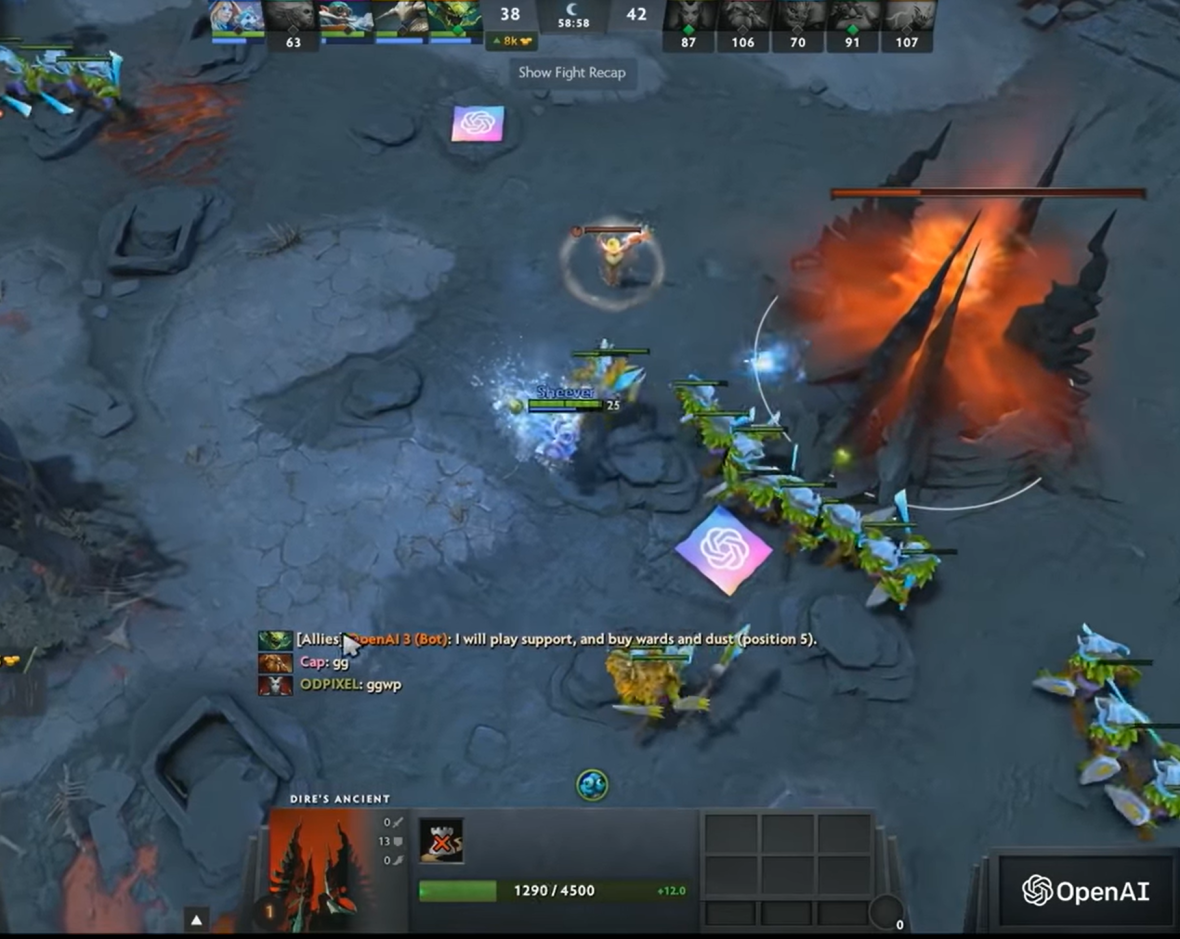 38 58:58 42
63 8k 87 106 70 91 107
Show Fight Recap
Sheever
25
[Allies] OpenAI 3 (Bot): I will play support, and buy wards and dust (position 5).
Cap: gg
ODPIXEL: ggwp
DIRE'S ANCIENT
0
13
0
1290 / 4500 +12.0
1
0
OpenAI